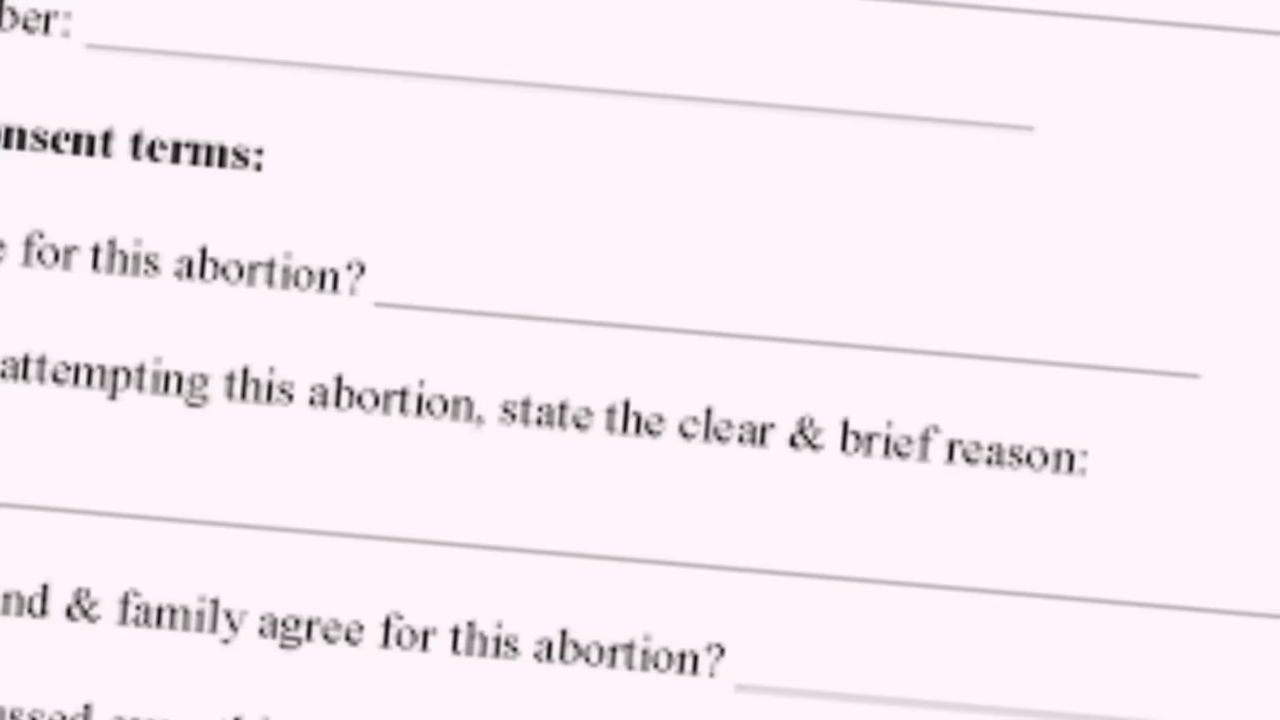 ber:
nsent terms:
e for this abortion?
attempting this abortion, state the clear & brief reason:
nd & family agree for this abortion?